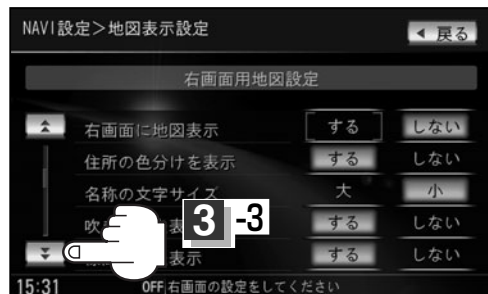 NAVI設定>地図表示設定
◀ 戻る
右画面用地図設定
右画面に地図表示 する しない
住所の色分けを表示 する しない
名称の文字サイズ 大 小
吹 表 する しない
3 -3
表示 する しない
15:31 OFF 右画面の設定をしてください